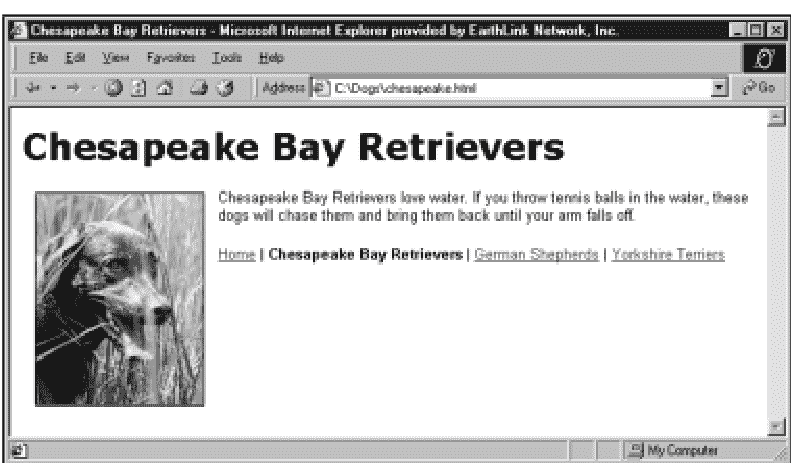 Chesapeake Bay Retrievers - Microsoft Internet Explorer provided by EarthLink Network, Inc.
File Edit View Favorites Tools Help
Address C:\Dogs\chesapeake.html Go
Chesapeake Bay Retrievers
Chesapeake Bay Retrievers love water. If you throw tennis balls in the water, these
dogs will chase them and bring them back until your arm falls off.
Home | Chesapeake Bay Retrievers | German Shepherds | Yorkshire Terriers
My Computer